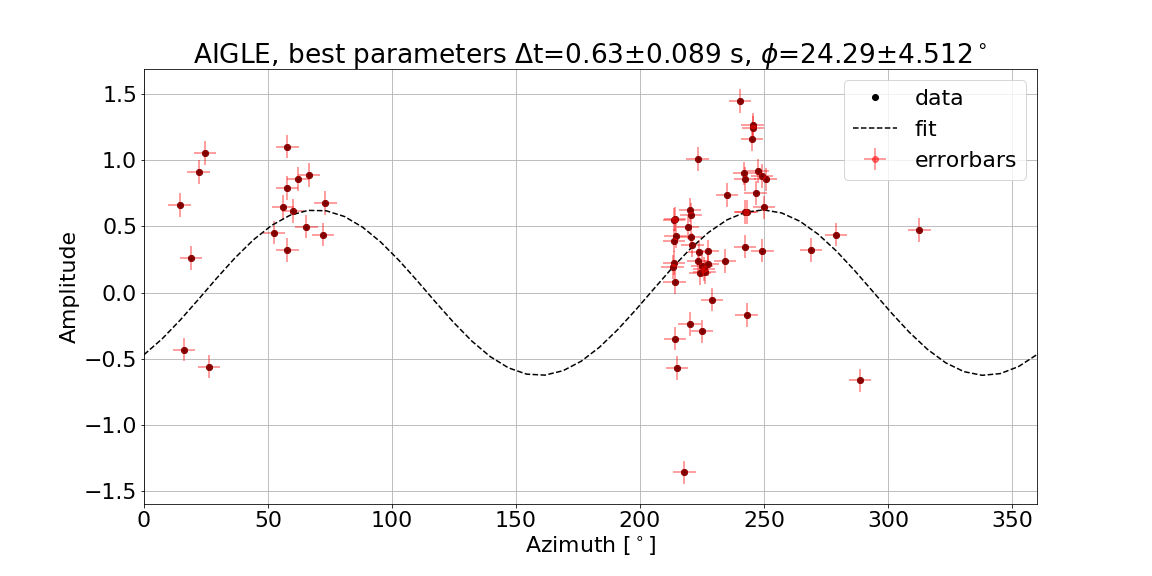 AIGLE, best parameters Δt=0.63±0.089 s, ϕ=24.29±4.512°
data
fit
errorbars
Amplitude
1.5
1.0
0.5
0.0
−0.5
−1.0
−1.5
0 50 100 150 200 250 300 350
Azimuth [°]